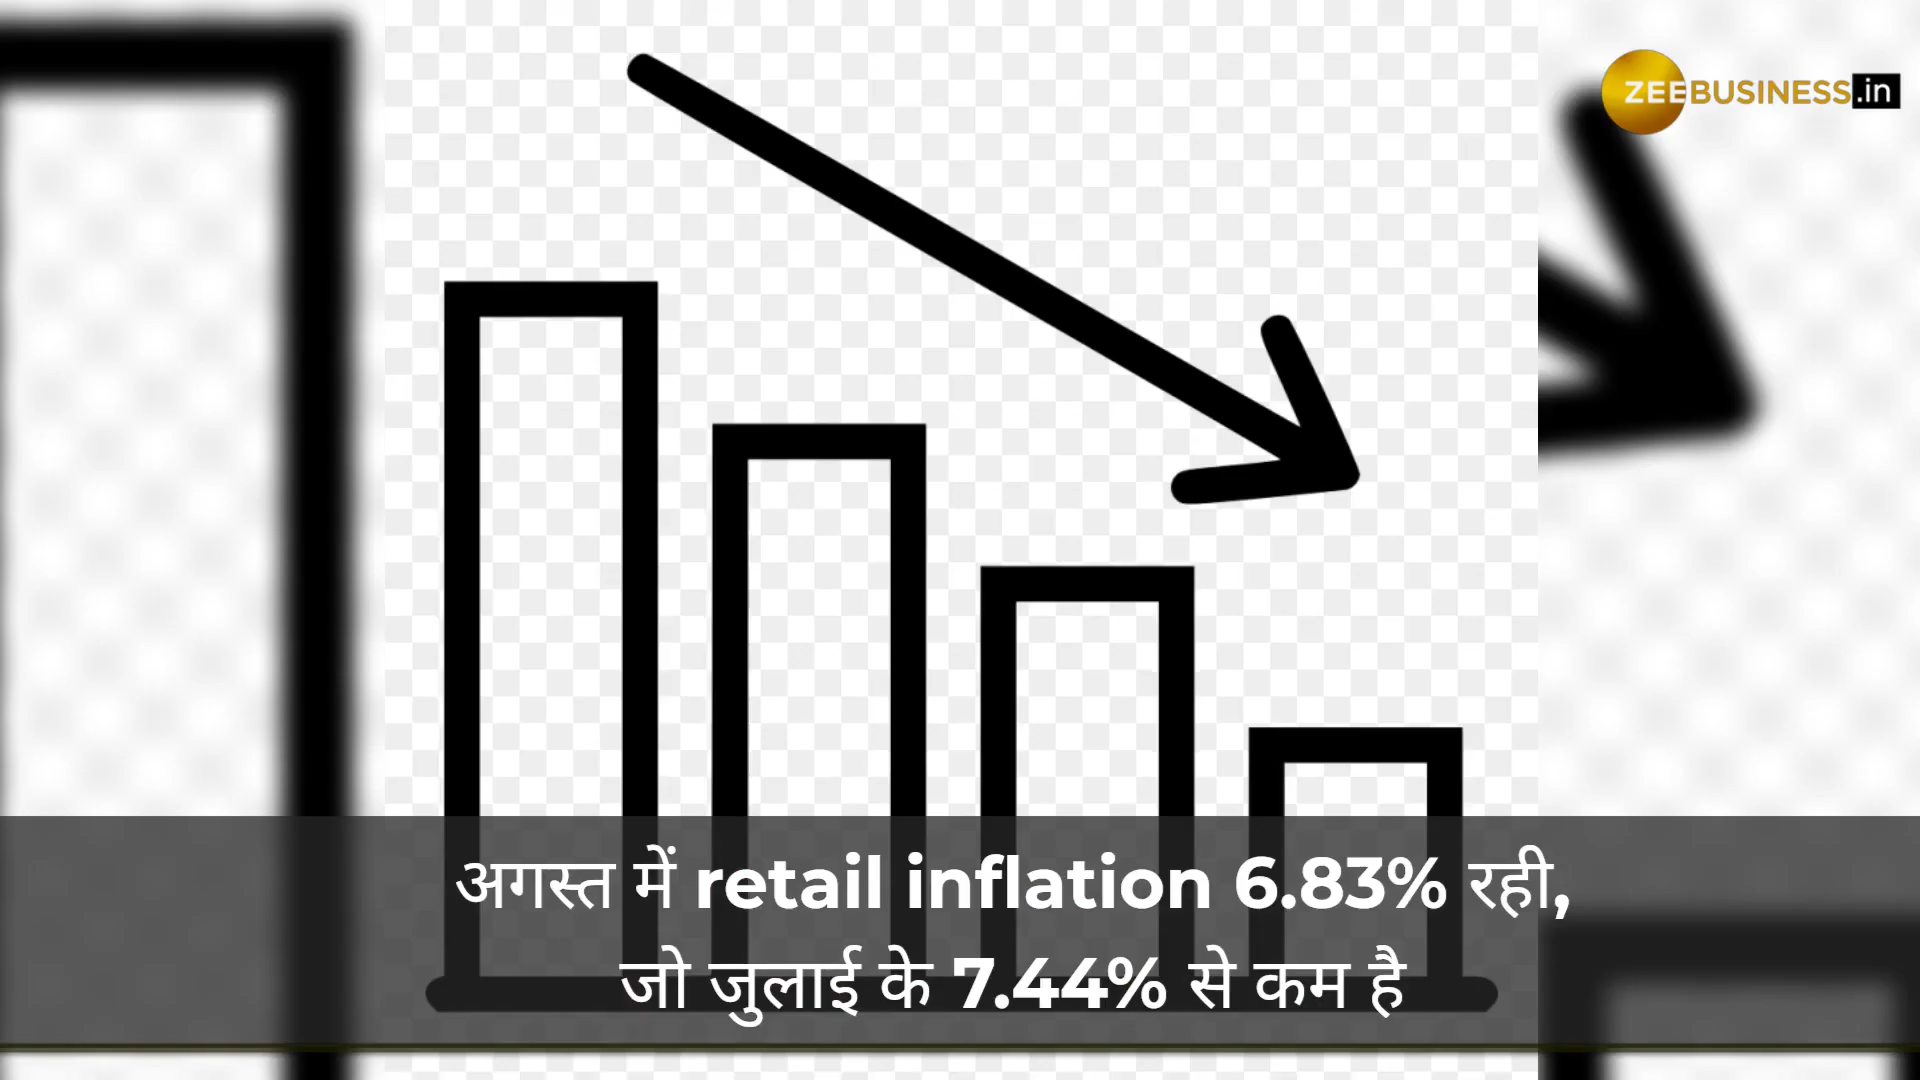 ZEEBUSINESS.in
अगस्त में retail inflation 6.83% रही,
जो जुलाई के 7.44% से कम है